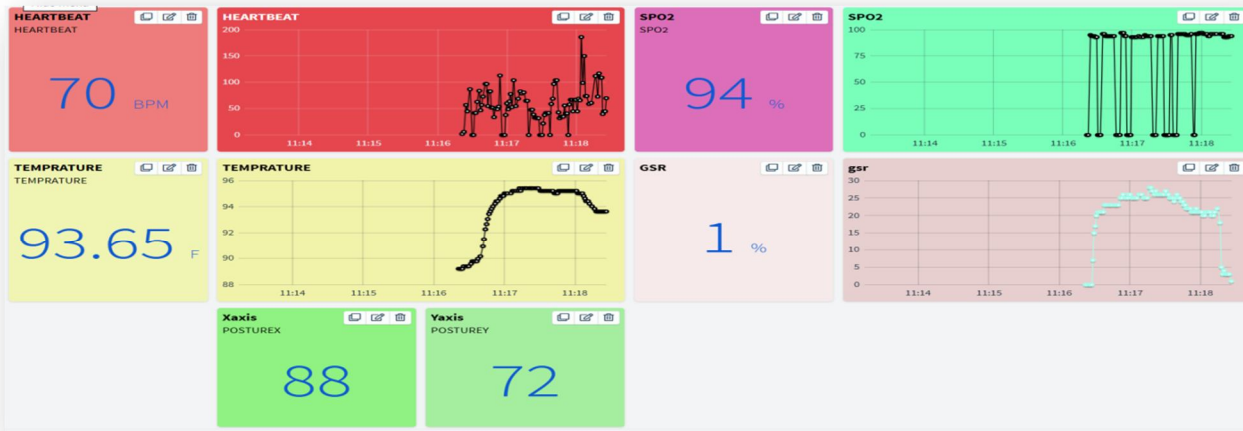 HEARTBEAT
HEARTBEAT
70 BPM
HEARTBEAT
200
150
100
50
0
11:14 11:15 11:16 11:17 11:18
SPO2
SPO2
94 %
SPO2
100
75
50
25
0
11:14 11:15 11:16 11:17 11:18
TEMPRATURE
TEMPRATURE
93.65 F
TEMPRATURE
96
94
92
90
88
11:14 11:15 11:16 11:17 11:18
GSR
1 %
gsr
30
25
20
15
10
5
0
11:14 11:15 11:16 11:17 11:18
Xaxis
POSTUREX
88
Yaxis
POSTUREY
72